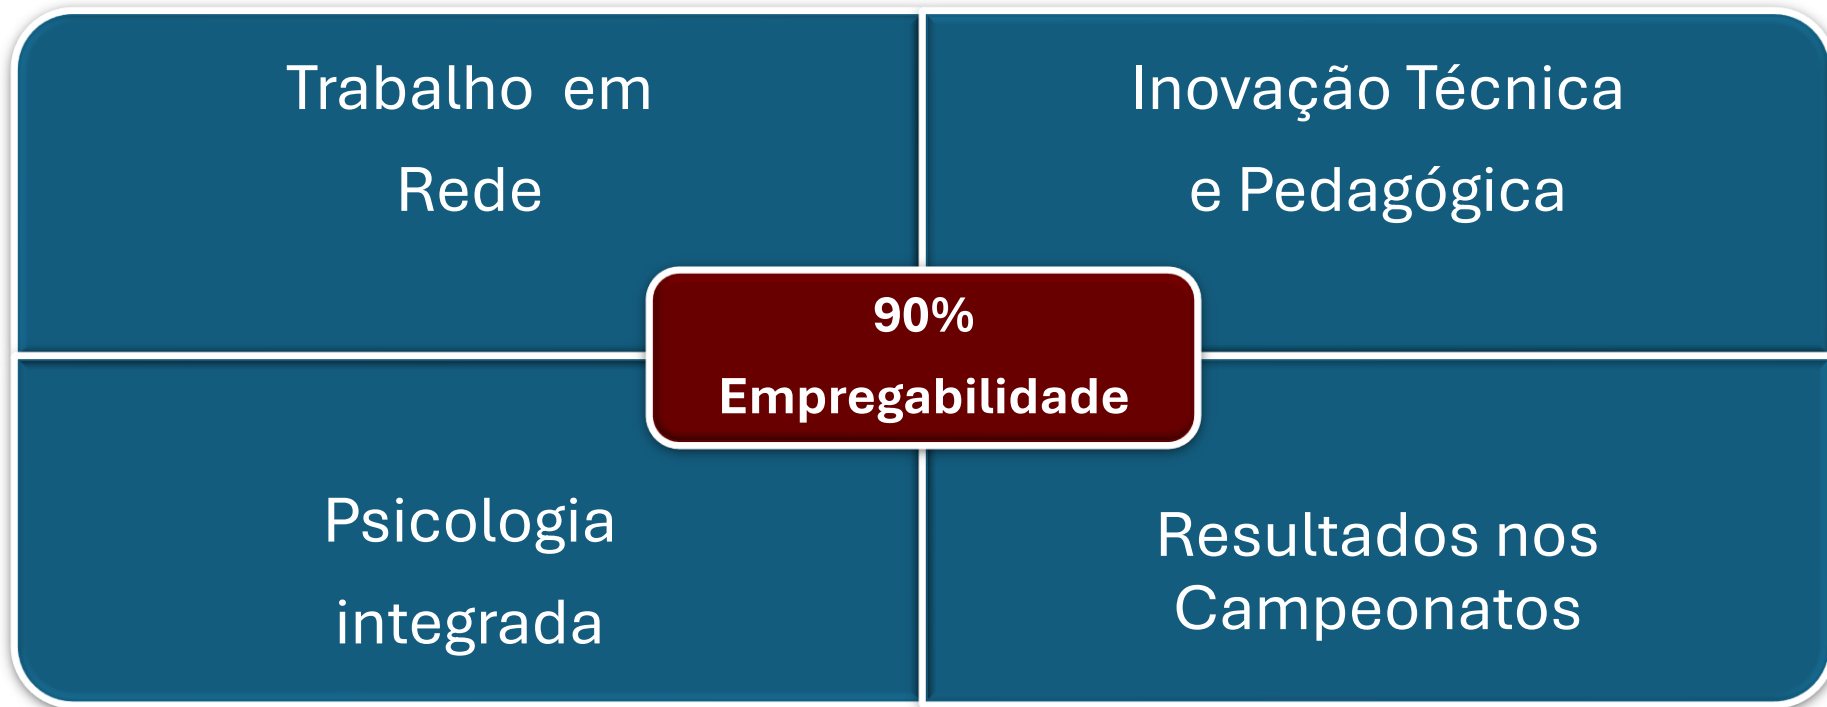 Trabalho em
Rede
Inovação Técnica
e Pedagógica
90%
Empregabilidade
Psicologia
integrada
Resultados nos
Campeonatos